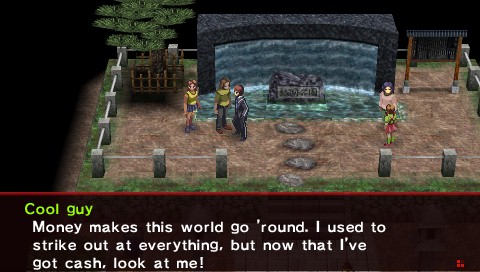 Cool guy
Money makes this world go 'round. I used to
strike out at everything, but now that I've
got cash, look at me!